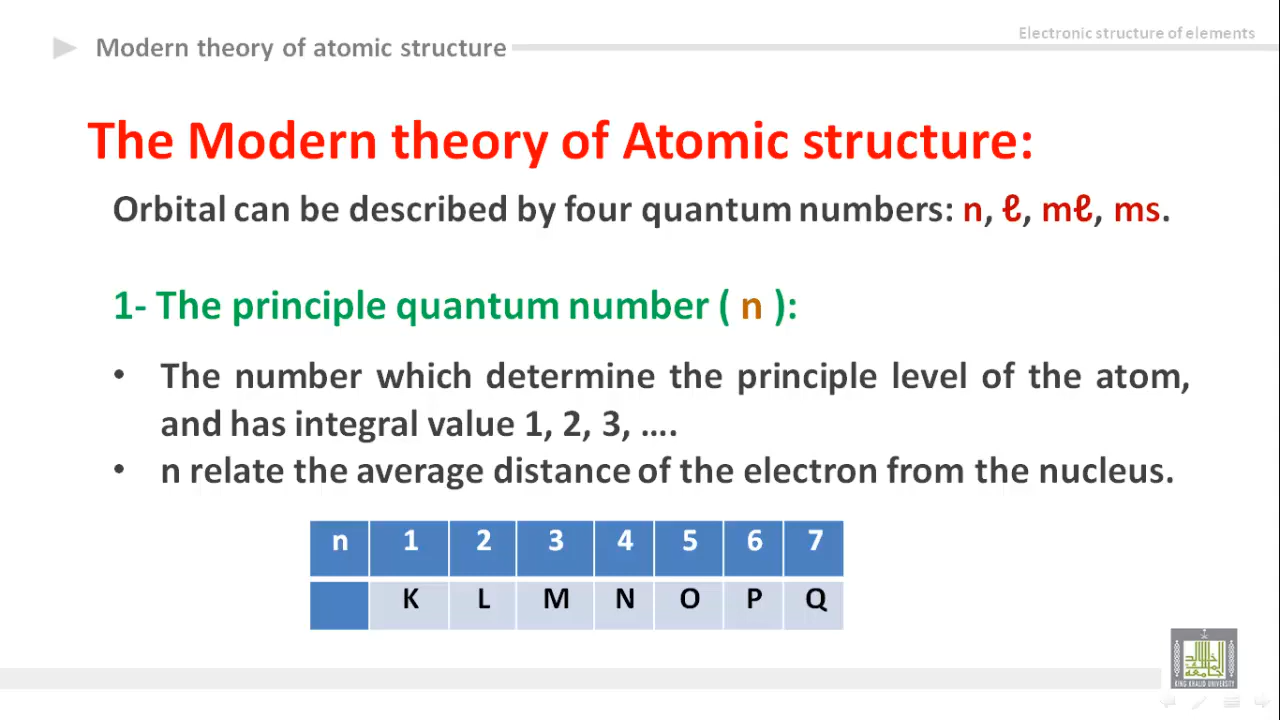 Modern theory of atomic structure
Electronic structure of elements
The Modern theory of Atomic structure:
Orbital can be described by four quantum numbers: n, ℓ, mℓ, ms.
1- The principle quantum number ( n ):
• The number which determine the principle level of the atom,
and has integral value 1, 2, 3, ….
• n relate the average distance of the electron from the nucleus.
n 1 2 3 4 5 6 7
K L M N O P Q
KING KHALID UNIVERSITY